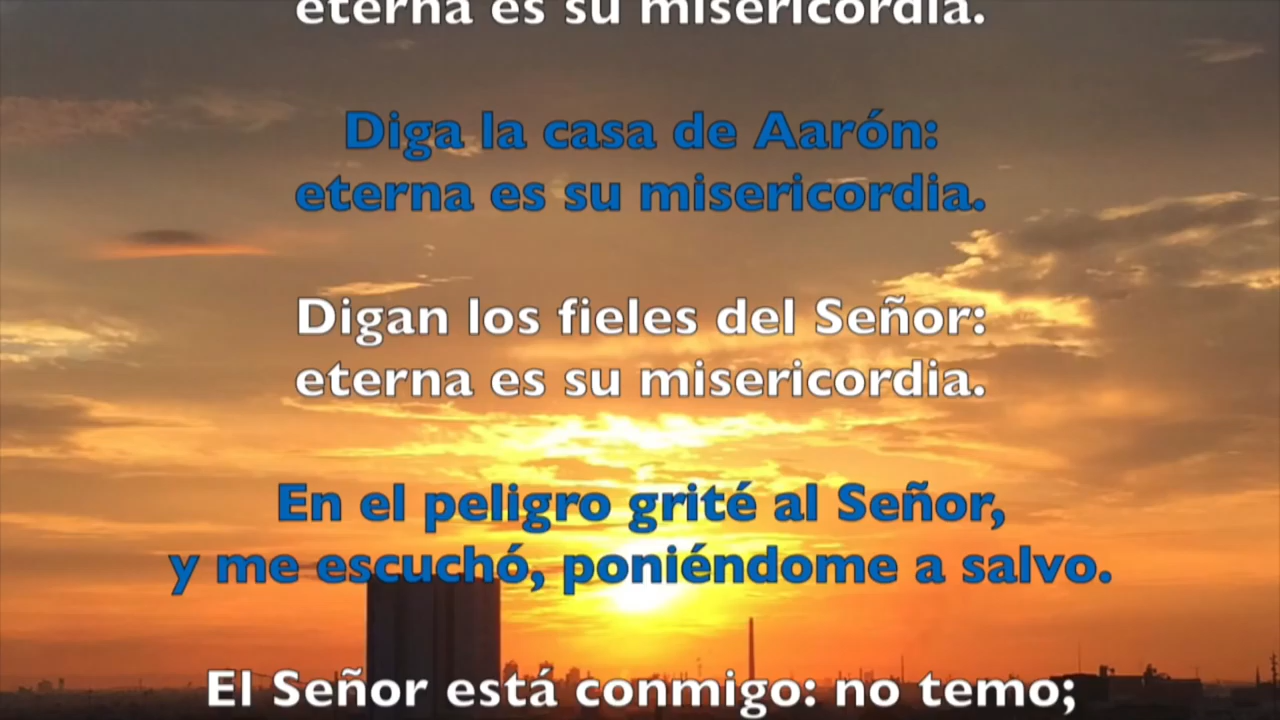 eterna es su misericordia.
Diga la casa de Aarón:
eterna es su misericordia.
Digan los fieles del Señor:
eterna es su misericordia.
En el peligro grité al Señor,
y me escuchó, poniéndome a salvo.
El Señor está conmigo: no temo;